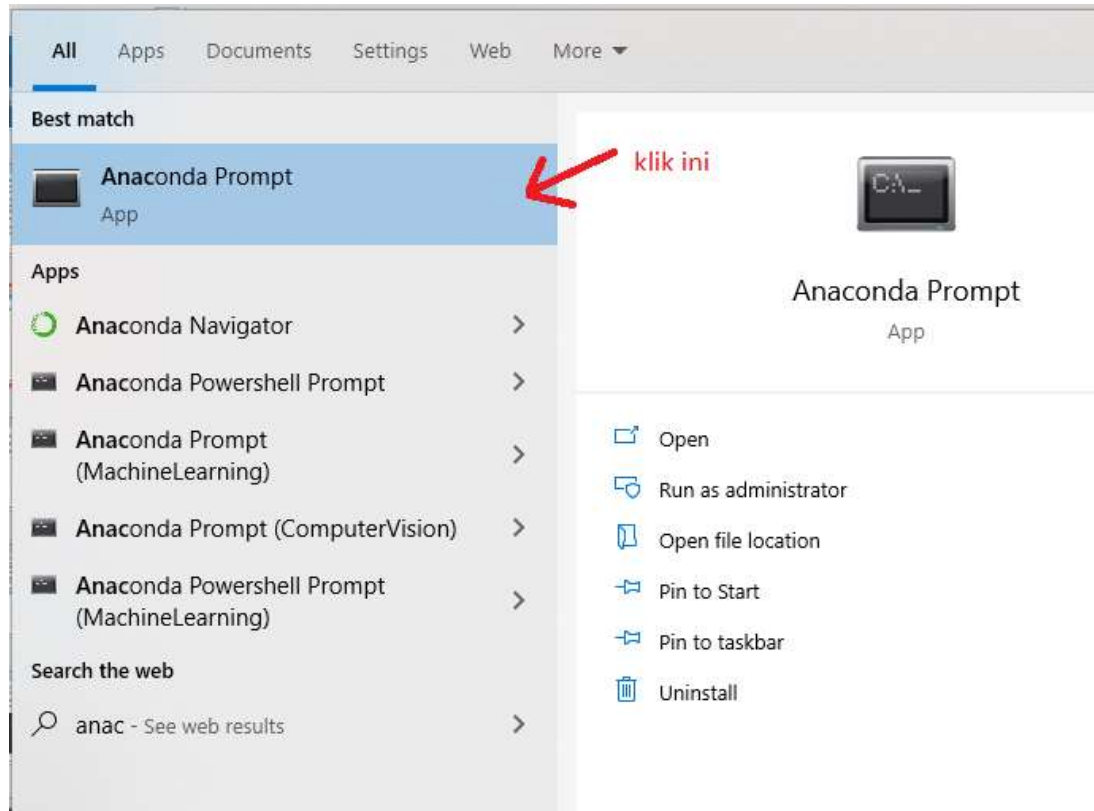 All Apps Documents Settings Web More
Best match
Anaconda Prompt
App
klik ini
Apps
Anaconda Navigator
Anaconda Powershell Prompt
Anaconda Prompt
(MachineLearning)
Anaconda Prompt (ComputerVision)
Anaconda Powershell Prompt
(MachineLearning)
Search the web
anac - See web results
C:\_
Anaconda Prompt
App
Open
Run as administrator
Open file location
Pin to Start
Pin to taskbar
Uninstall